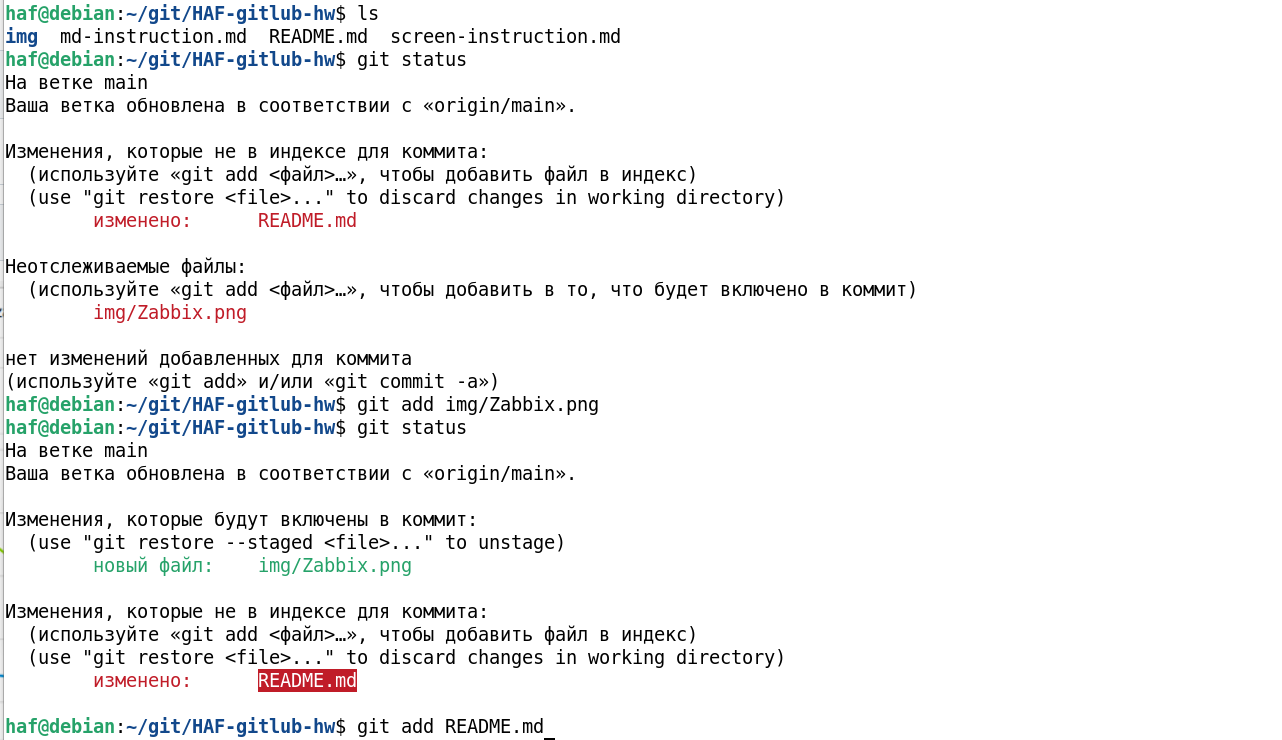 haf@debian:~/git/HAF-gitlub-hw$ ls
img  md-instruction.md  README.md  screen-instruction.md
haf@debian:~/git/HAF-gitlub-hw$ git status
На ветке main
Ваша ветка обновлена в соответствии с «origin/main».

Изменения, которые не в индексе для коммита:
  (используйте «git add <файл>…», чтобы добавить файл в индекс)
  (use "git restore <file>..." to discard changes in working directory)
        изменено:      README.md

Неотслеживаемые файлы:
  (используйте «git add <файл>…», чтобы добавить в то, что будет включено в коммит)
        img/Zabbix.png

нет изменений добавленных для коммита
(используйте «git add» и/или «git commit -a»)
haf@debian:~/git/HAF-gitlub-hw$ git add img/Zabbix.png
haf@debian:~/git/HAF-gitlub-hw$ git status
На ветке main
Ваша ветка обновлена в соответствии с «origin/main».

Изменения, которые будут включены в коммит:
  (use "git restore --staged <file>..." to unstage)
        новый файл:    img/Zabbix.png

Изменения, которые не в индексе для коммита:
  (используйте «git add <файл>…», чтобы добавить файл в индекс)
  (use "git restore <file>..." to discard changes in working directory)
        изменено:      README.md

haf@debian:~/git/HAF-gitlub-hw$ git add README.md